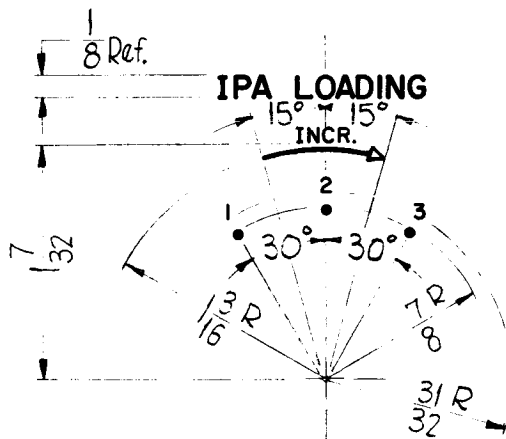 1/8 Ref.
IPA LOADING
15° 15°
INCR.
2
1 3
30° 30°
1 7/32
1 3/16 R
7/8 R
31/32 R